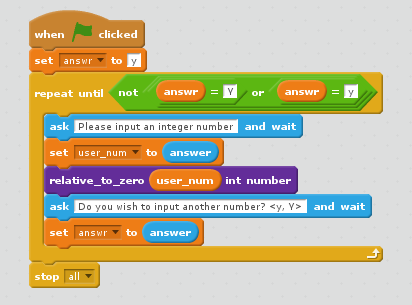 when clicked
set answr to y
repeat until not answr = Y or answr = y
ask Please input an integer number and wait
set user_num to answer
relative_to_zero user_num int number
ask Do you wish to input another number? <y, Y> and wait
set answr to answer
stop all